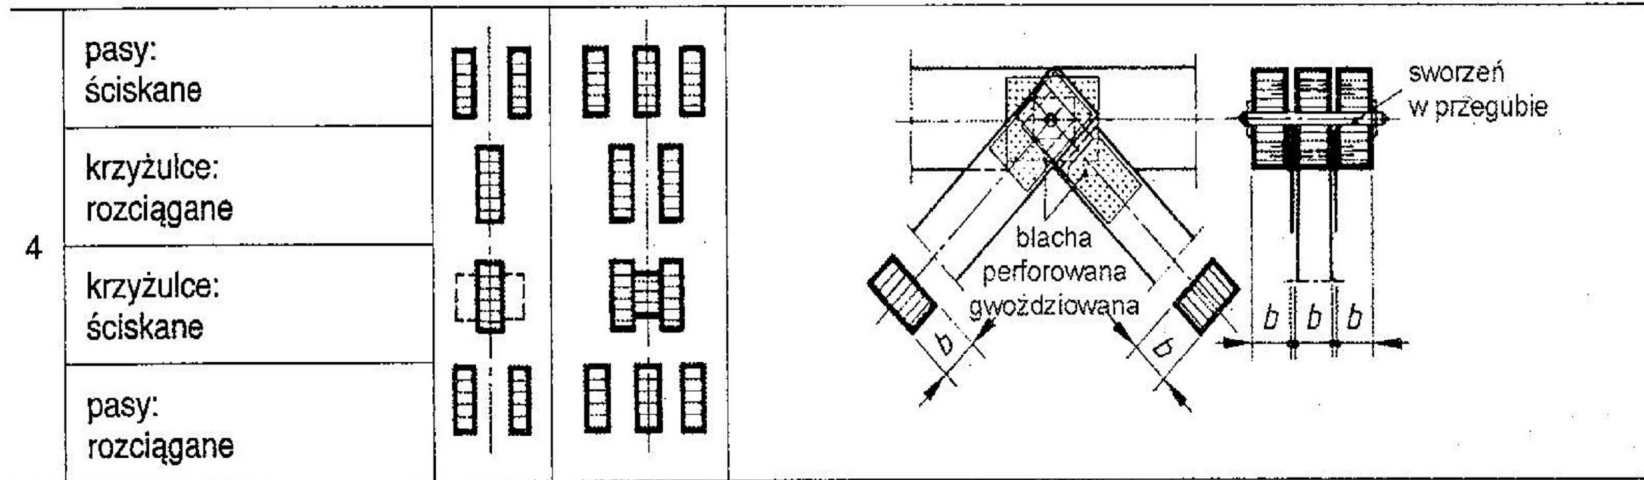 4
pasy:
ściskane
krzyżulce:
rozciągane
krzyżulce:
ściskane
pasy:
rozciągane
blacha
perforowana
gwoździowana
b
b
sworzeń
w przegubie
b b b